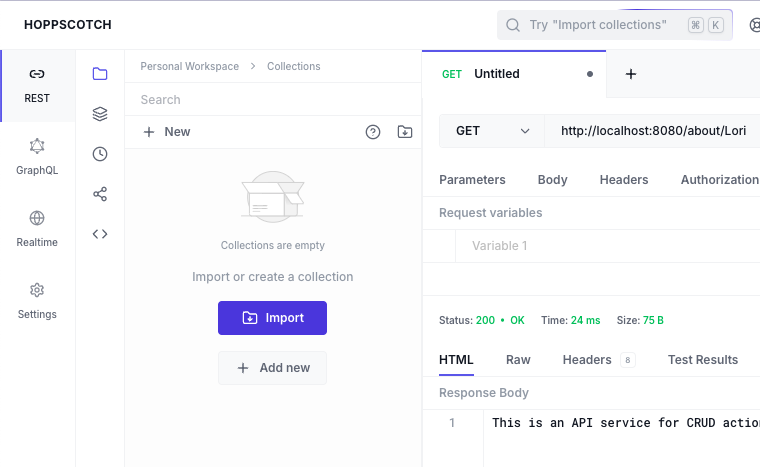 HOPPSCOTCH
Try "Import collections"
⌘ K
REST
GraphQL
Realtime
Settings
Personal Workspace > Collections
Search
+ New
Collections are empty
Import or create a collection
Import
+ Add new
GET Untitled
GET http://localhost:8080/about/Lori
Parameters Body Headers Authorization
Request variables
Variable 1
Status: 200 • OK Time: 24 ms Size: 75 B
HTML Raw Headers 8 Test Results
Response Body
1 This is an API service for CRUD actio